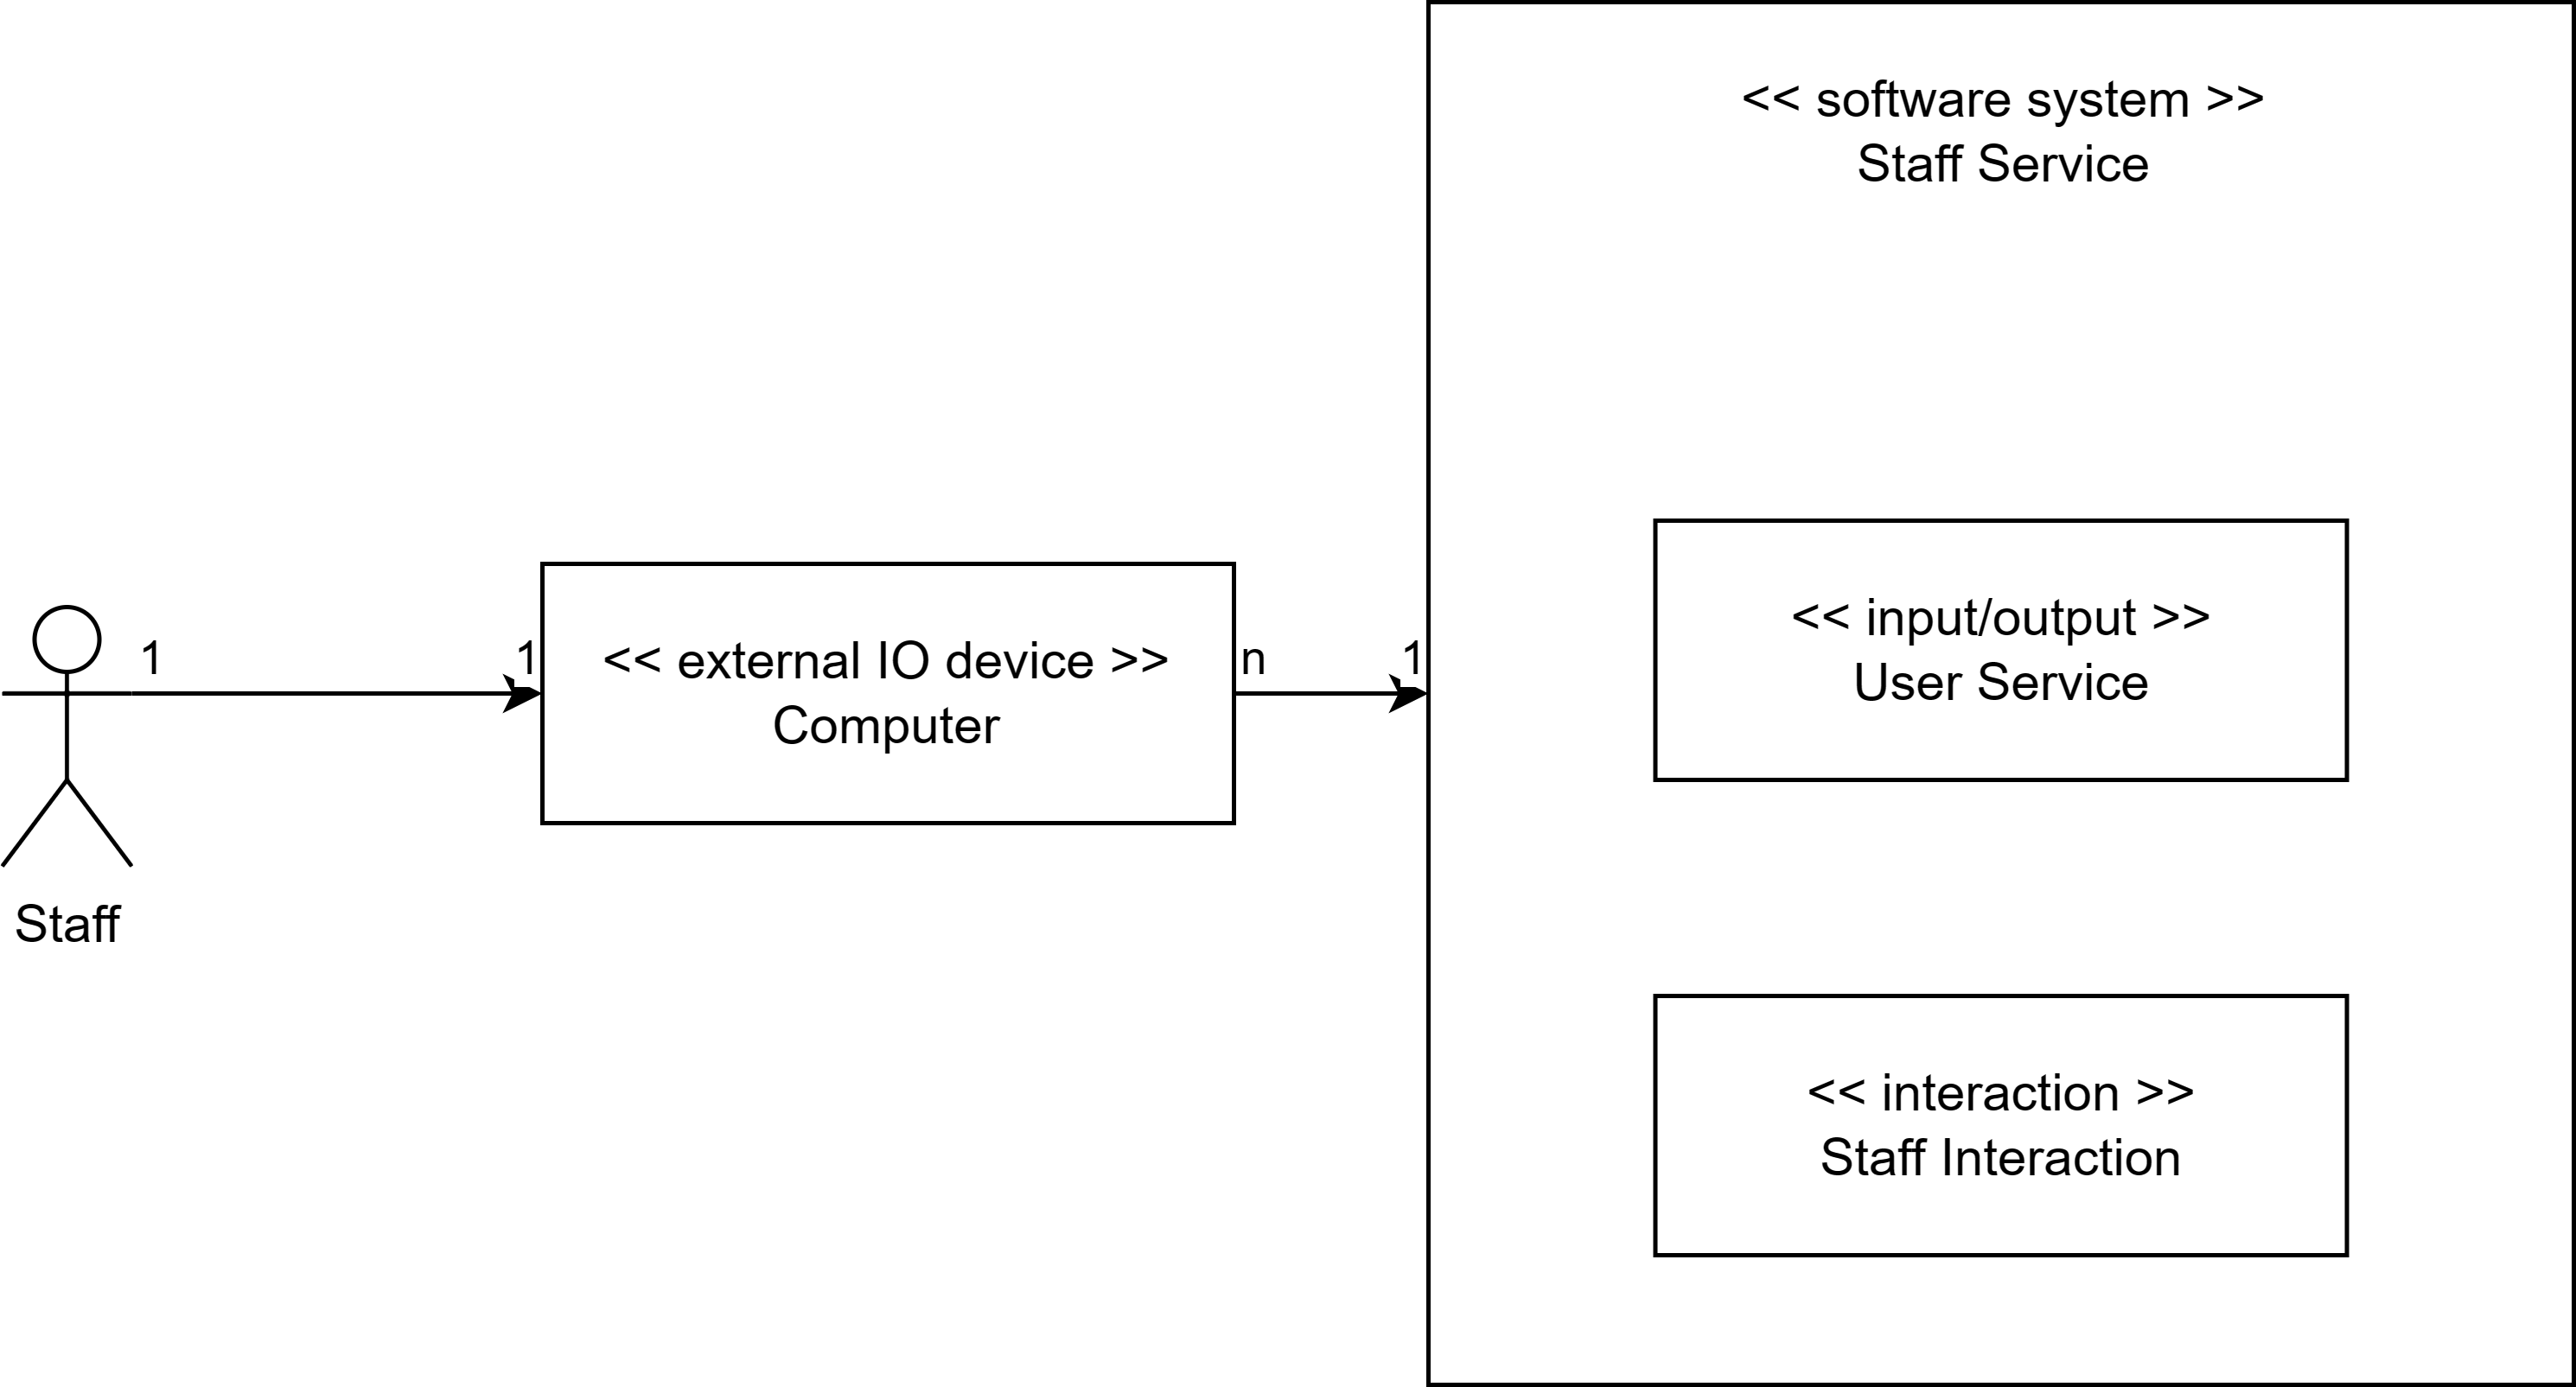 << software system >>
Staff Service
<< input/output >>
User Service
1
1
<< external IO device >>
Computer
n
1
Staff
<< interaction >>
Staff Interaction